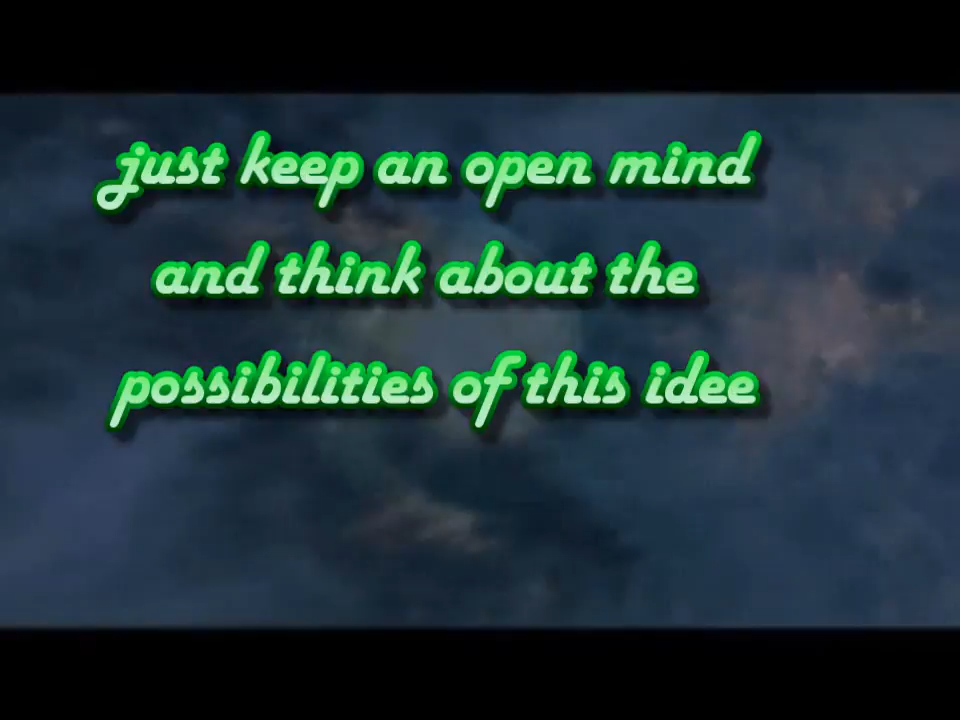 just keep an open mind
and think about the
possibilities of this idee